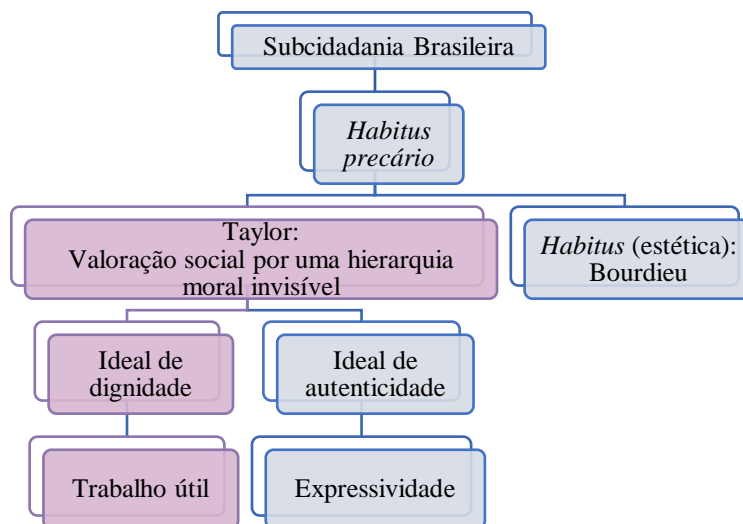 Subcidadania Brasileira
Habitus
precário
Taylor:
Valoração social por uma hierarquia
moral invisível
Habitus (estética):
Bourdieu
Ideal de
dignidade
Ideal de
autenticidade
Trabalho útil
Expressividade